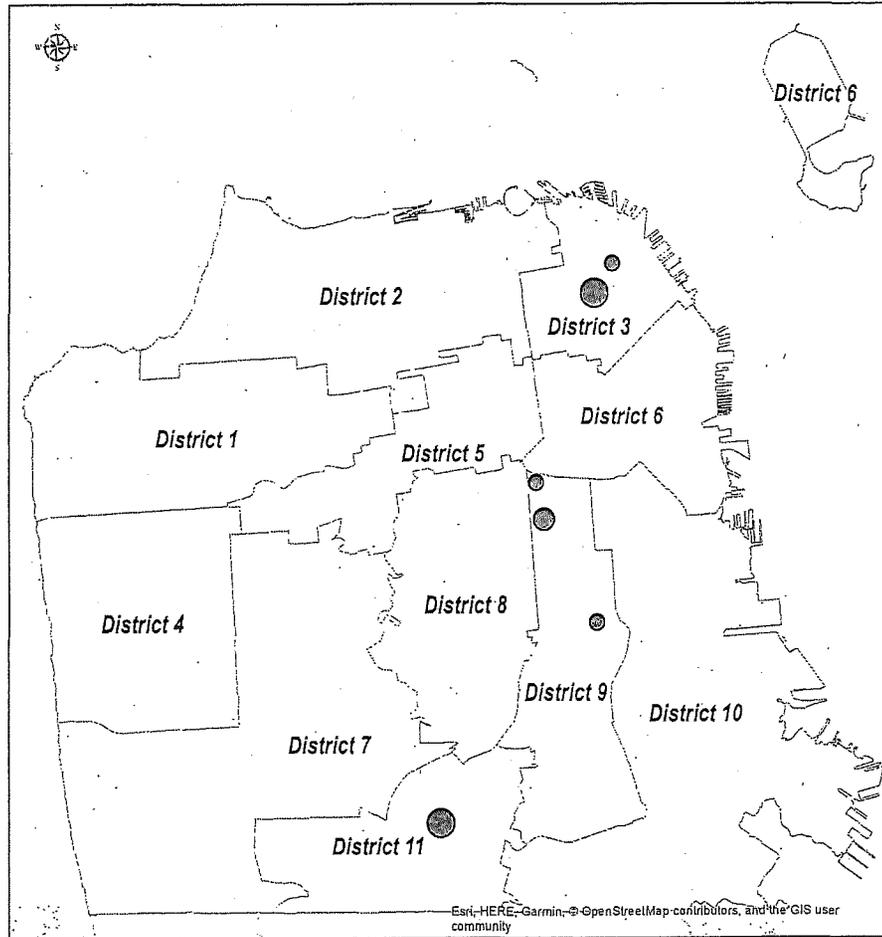 N
W E
S
District 6
District 2
District 3
District 6
District 1
District 5
District 8
District 4
District 9
District 10
District 7
District 11
Esri, HERE, Garmin, © OpenStreetMap contributors, and the GIS user
community